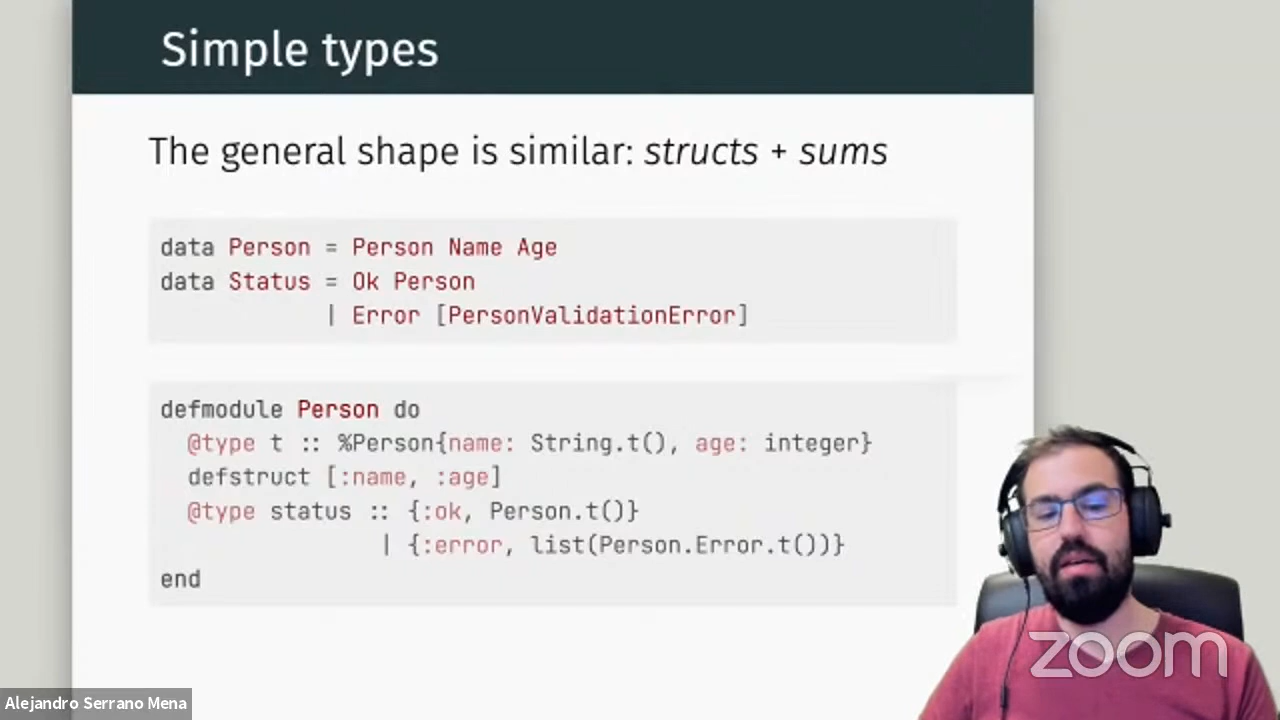 Simple types
The general shape is similar: structs + sums
data Person = Person Name Age
data Status = Ok Person
| Error [PersonValidationError]
defmodule Person do
@type t :: %Person{name: String.t(), age: integer}
defstruct [:name, :age]
@type status :: {:ok, Person.t()}
| {:error, list(Person.Error.t())}
end
zoom
Alejandro Serrano Mena